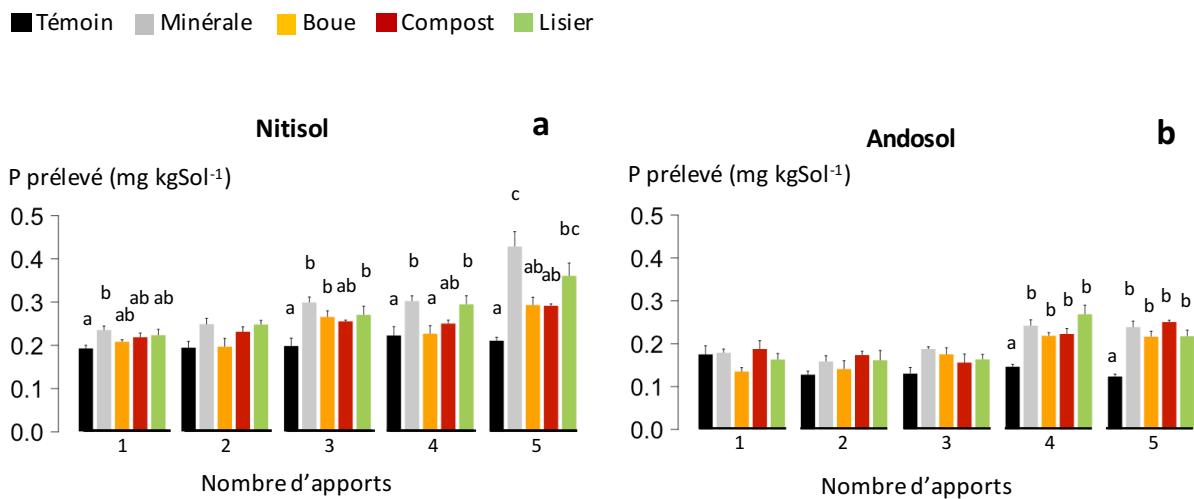 Témoin Minérale Boue Compost Lisier
Nitisol a
P prélevé (mg kgSol-1)
0.5
0.4
0.3
0.2
0.1
0.0
a b ab ab ab
a b b ab b
a b a ab b
a c ab ab bc
1 2 3 4 5
Nombre d'apports
Andosol b
P prélevé (mg kgSol-1)
0.5
0.4
0.3
0.2
0.1
0.0
a b b b b
a b b b b
1 2 3 4 5
Nombre d'apports